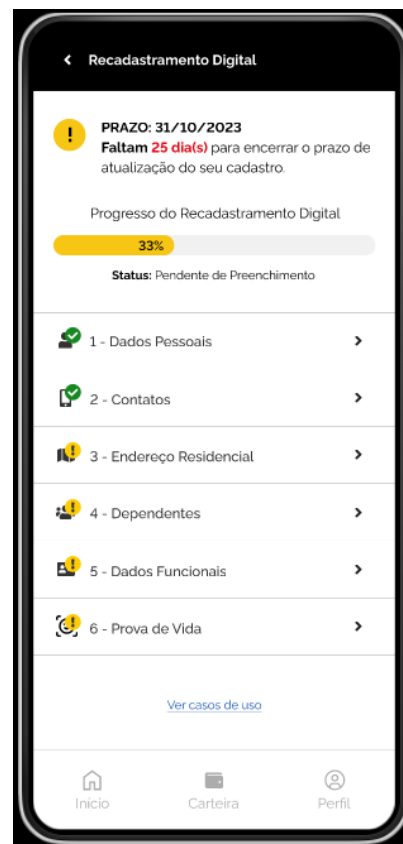 Recadastramento Digital
PRAZO: 31/10/2023
Faltam 25 dia(s) para encerrar o prazo de
atualização do seu cadastro.
Progresso do Recadastramento Digital
33%
Status: Pendente de Preenchimento
1 - Dados Pessoais
2 - Contatos
3 - Endereço Residencial
4 - Dependentes
5 - Dados Funcionais
6 - Prova de Vida
Ver casos de uso
Início
Carteira
Perfil